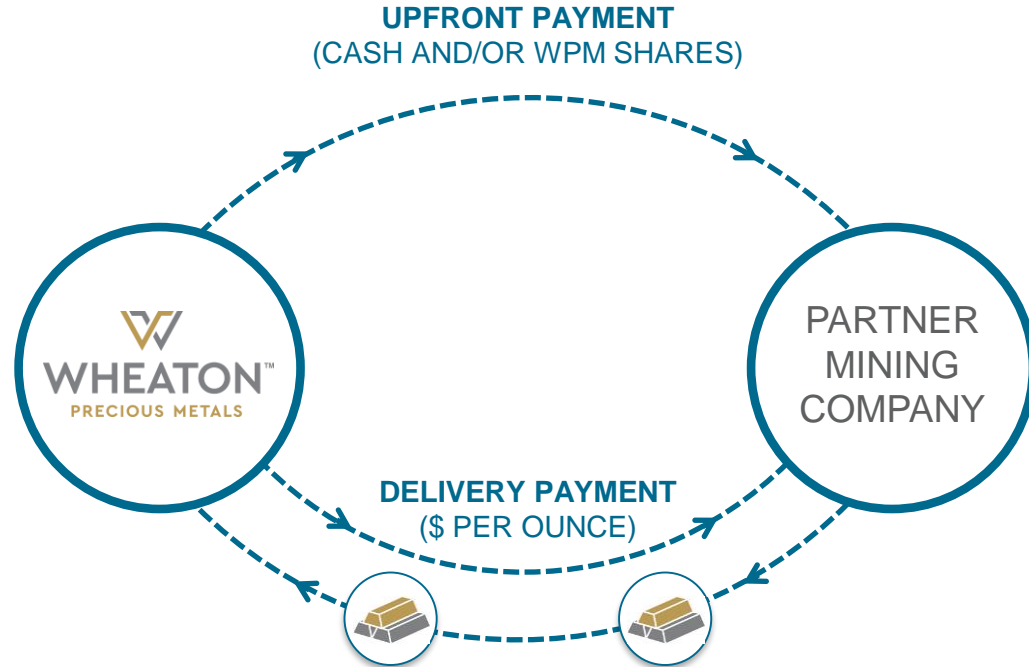 UPFRONT PAYMENT
(CASH AND/OR WPM SHARES)
WHEATON™
PRECIOUS METALS
PARTNER
MINING
COMPANY
DELIVERY PAYMENT
($ PER OUNCE)